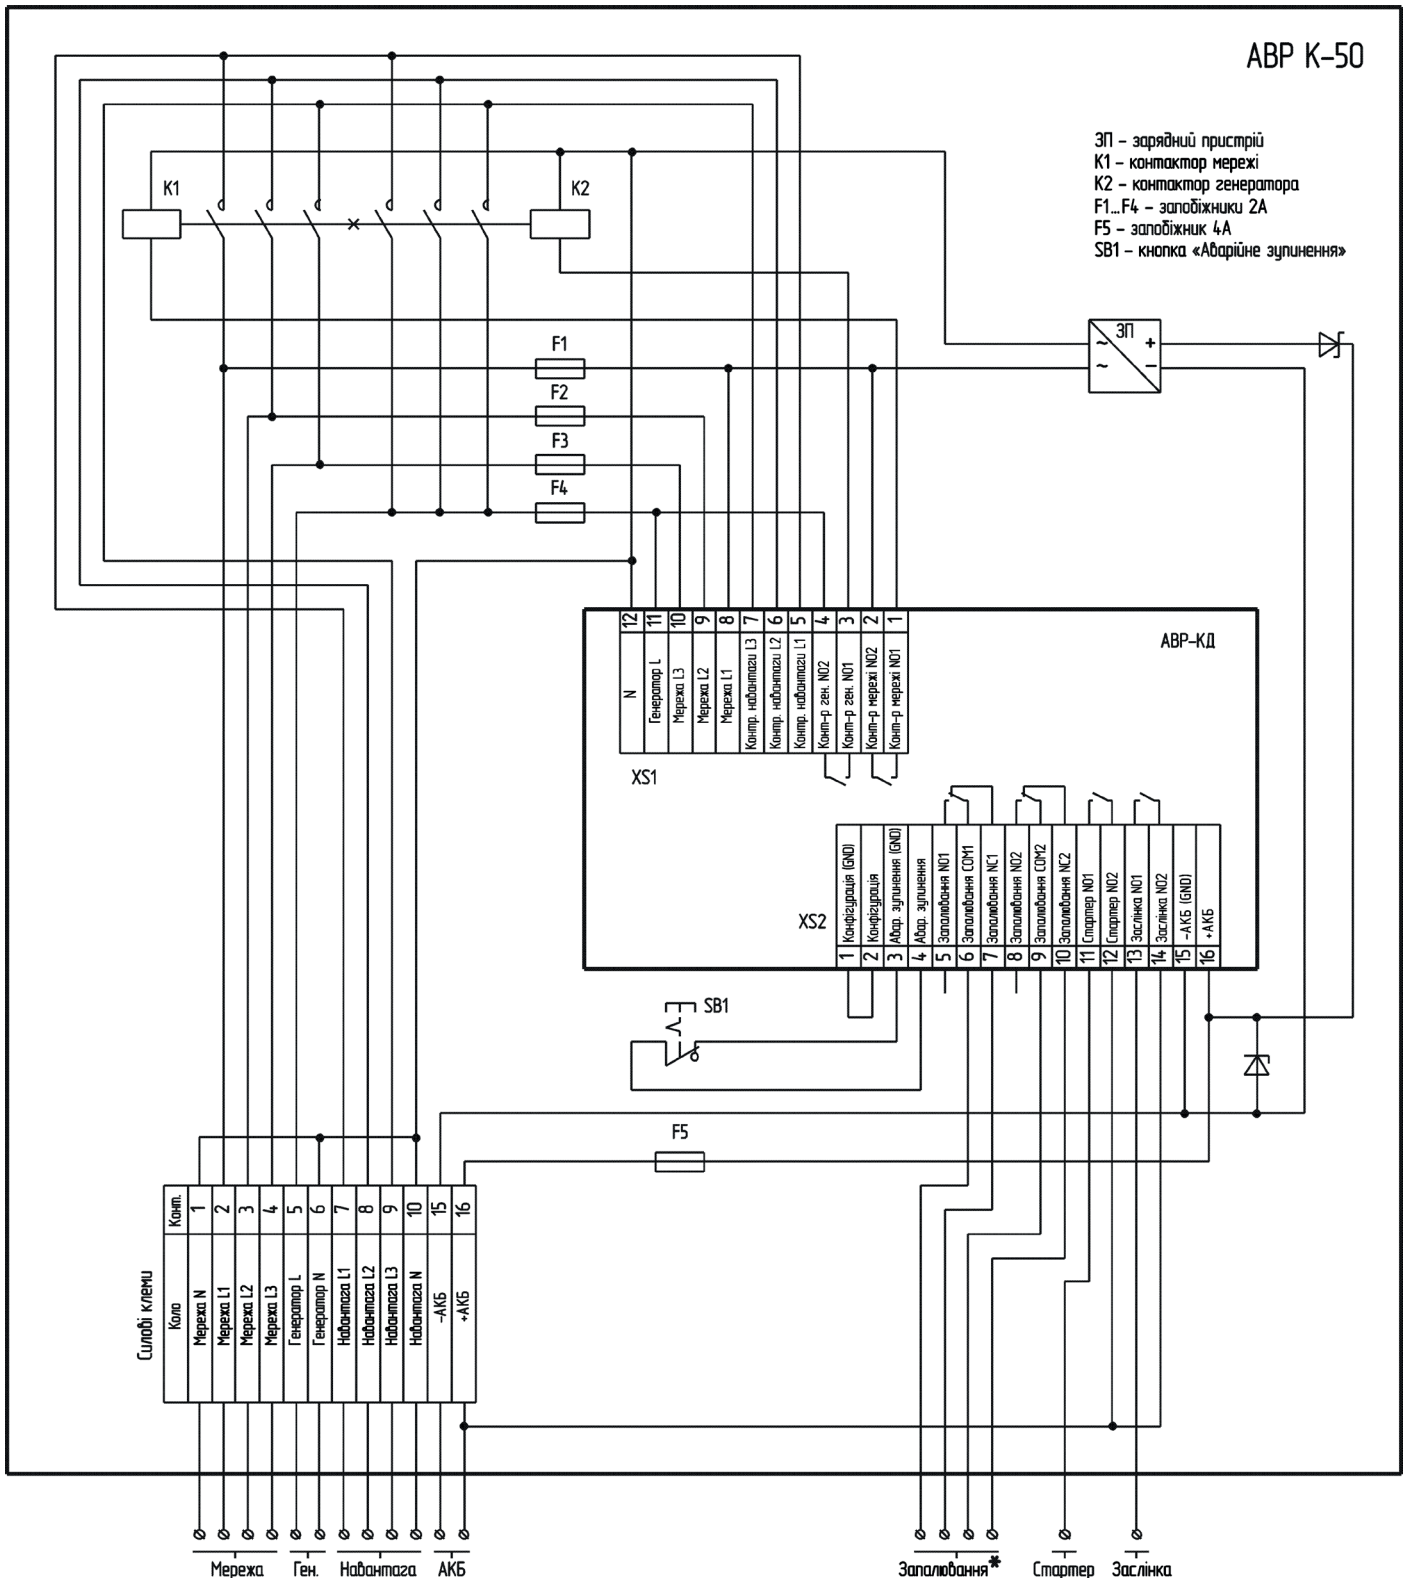 АВР К-50
ЗП – зарядний пристрій
К1 – контактор мережі
К2 – контактор генератора
F1...F4 – запобіжники 2А
F5 – запобіжник 4А
SB1 – кнопка «Аварійне зупинення»
К1
К2
ЗП
~ +
~ –
F1
F2
F3
F4
АВР-КД
12 11 10 9 8 7 6 5 4 3 2 1
N
Генератор L
Мережа L3
Мережа L2
Мережа L1
Контр. навантаги L3
Контр. навантаги L2
Контр. навантаги L1
Конт-р ген. NO2
Конт-р ген. NO1
Конт-р мережі NO2
Конт-р мережі NO1
XS1
XS2
Конфігурація (GND)
Конфігурація
Авар. зупинення (GND)
Авар. зупинення
Запалювання NO1
Запалювання COM1
Запалювання NC1
Запалювання NO2
Запалювання COM2
Запалювання NC2
Стартер NO1
Стартер NO2
Заслінка NO1
Заслінка NO2
-АКБ (GND)
+АКБ
1 2 3 4 5 6 7 8 9 10 11 12 13 14 15 16
SB1
F5
Силові клеми
Конт.
1 2 3 4 5 6 7 8 9 10 15 16
Коло
Мережа N
Мережа L1
Мережа L2
Мережа L3
Генератор L
Генератор N
Навантага L1
Навантага L2
Навантага L3
Навантага N
-АКБ
+АКБ
Мережа Ген. Навантага АКБ Запалювання* Стартер Заслінка